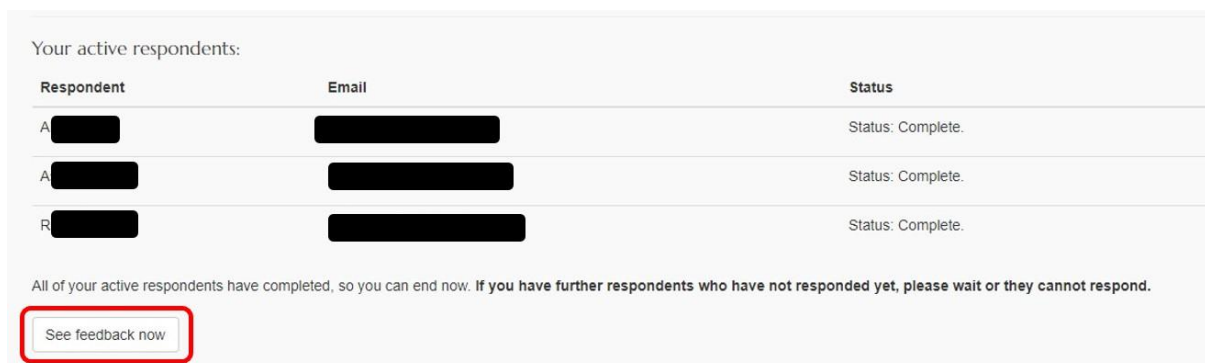 Your active respondents:
Respondent Email Status
A Status: Complete.
A Status: Complete.
R Status: Complete.
All of your active respondents have completed, so you can end now. If you have further respondents who have not responded yet, please wait or they cannot respond.
See feedback now